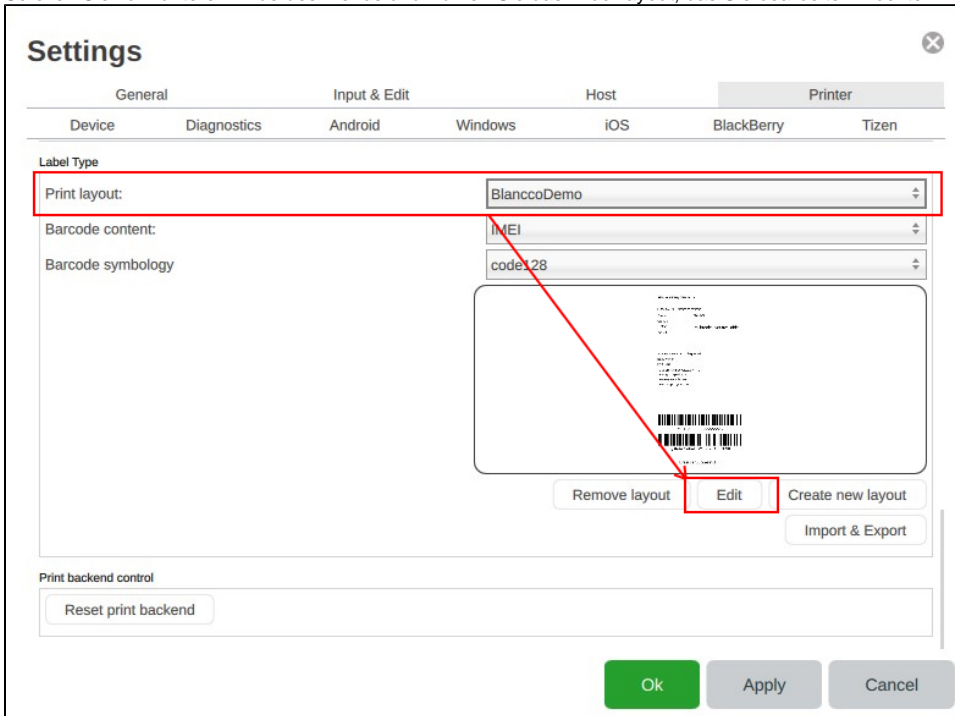 Settings
General Input & Edit Host Printer
Device Diagnostics Android Windows iOS BlackBerry Tizen
Label Type
Print layout: BlanccoDemo
Barcode content: IMEI
Barcode symbology code128
Remove layout Edit Create new layout
Import & Export
Print backend control
Reset print backend
Ok Apply Cancel